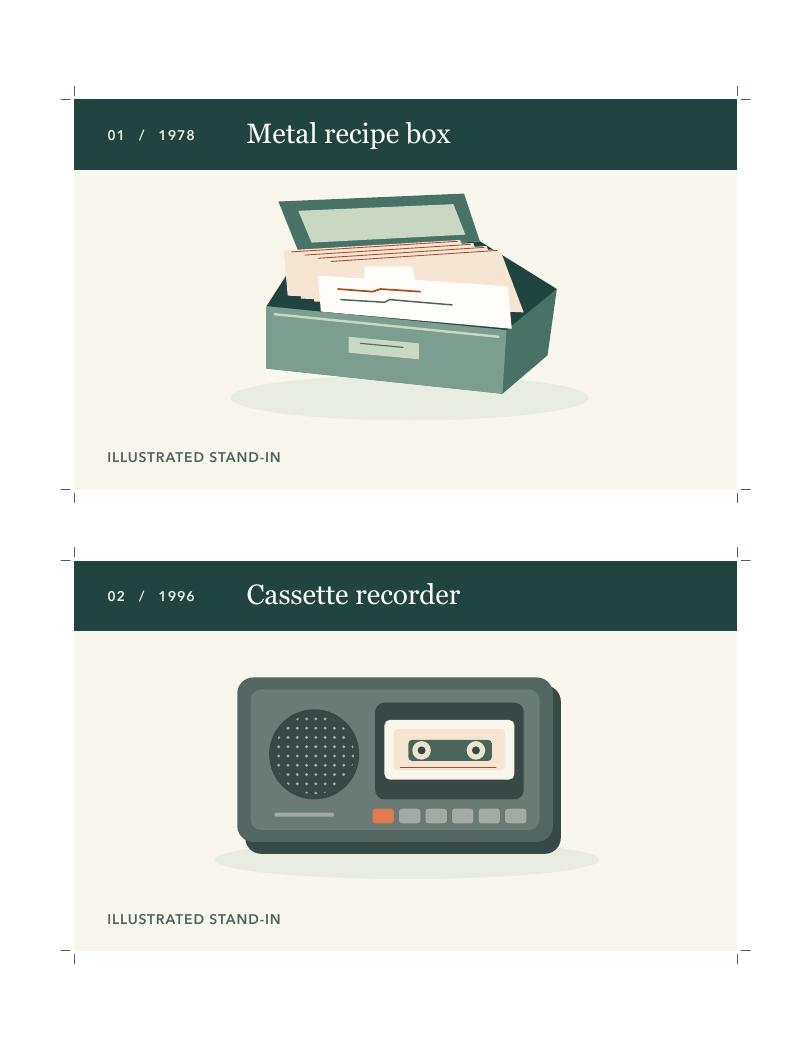 01 / 1978 Metal recipe box
ILLUSTRATED STAND-IN
02 / 1996 Cassette recorder
ILLUSTRATED STAND-IN